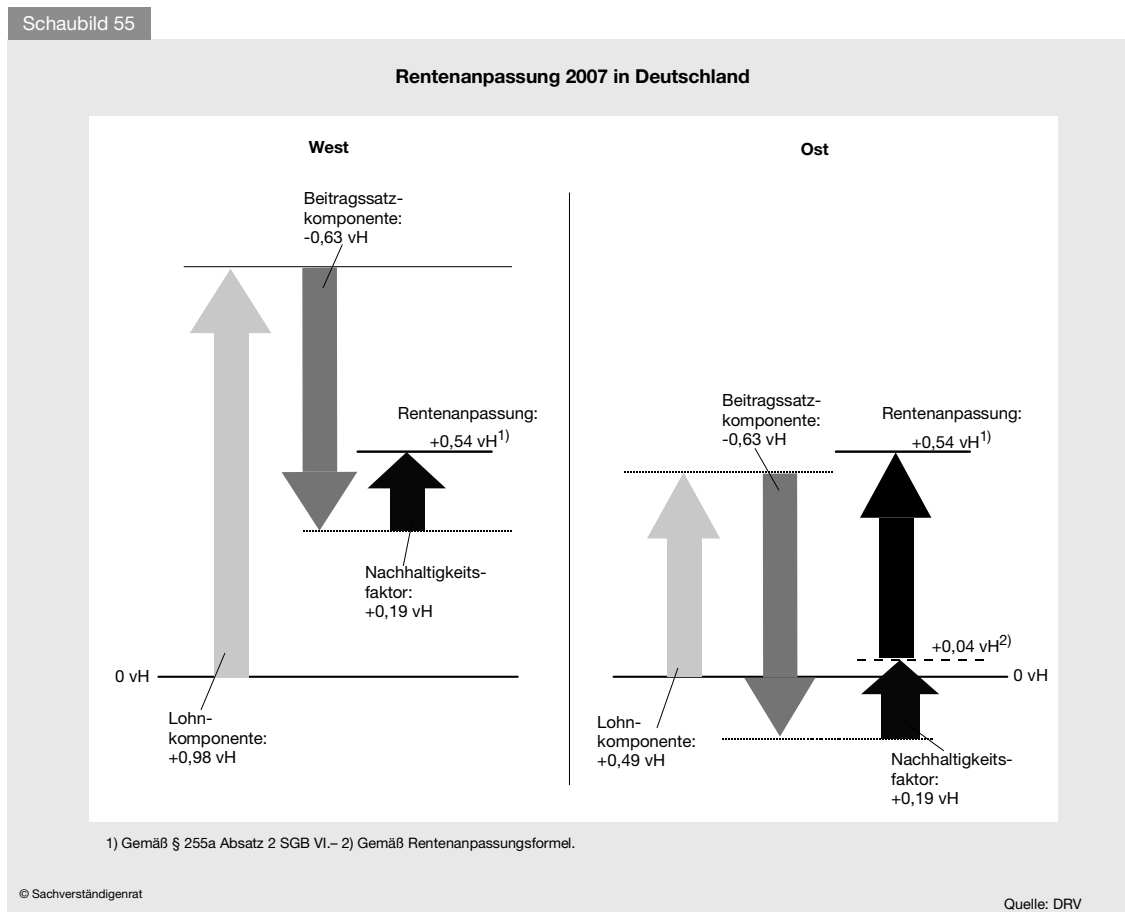 Schaubild 55
Rentenanpassung 2007 in Deutschland
West
Beitragssatz-
komponente:
-0,63 vH
Rentenanpassung:
+0,54 vH1)
Nachhaltigkeits-
faktor:
+0,19 vH
0 vH
Lohn-
komponente:
+0,98 vH
Ost
Beitragssatz-
komponente:
-0,63 vH
Rentenanpassung:
+0,54 vH1)
+0,04 vH2)
0 vH
Lohn-
komponente:
+0,49 vH
Nachhaltigkeits-
faktor:
+0,19 vH
1) Gemäß § 255a Absatz 2 SGB VI.– 2) Gemäß Rentenanpassungsformel.
© Sachverständigenrat
Quelle: DRV